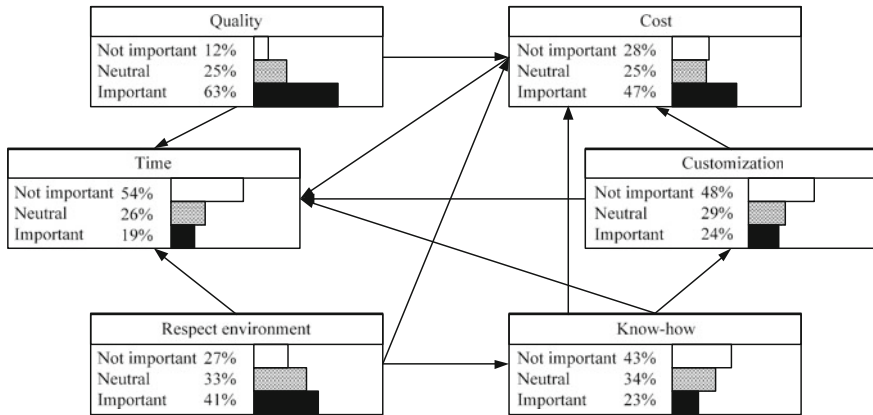 Quality
Not important 12%
Neutral 25%
Important 63%
Cost
Not important 28%
Neutral 25%
Important 47%
Time
Not important 54%
Neutral 26%
Important 19%
Customization
Not important 48%
Neutral 29%
Important 24%
Respect environment
Not important 27%
Neutral 33%
Important 41%
Know-how
Not important 43%
Neutral 34%
Important 23%